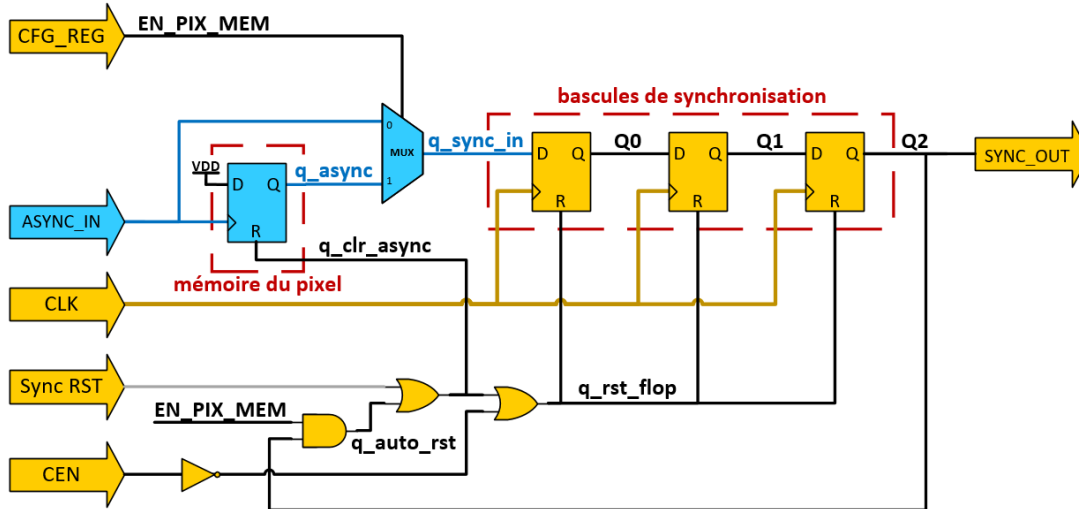 CFG_REG
EN_PIX_MEM
bascules de synchronisation
0
MUX
1
q_sync_in
D
Q
R
Q0
D
Q
R
Q1
D
Q
R
Q2
SYNC_OUT
VDD
D
Q
R
q_async
ASYNC_IN
q_clr_async
mémoire du pixel
CLK
Sync RST
q_rst_flop
EN_PIX_MEM
q_auto_rst
CEN